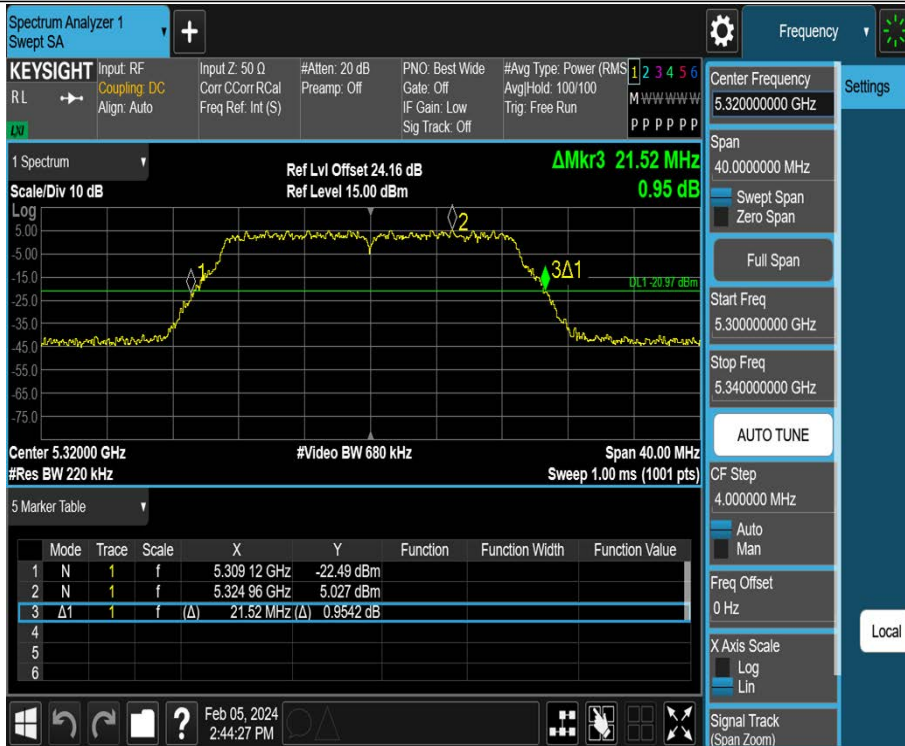 Spectrum Analyzer 1
Swept SA
+
Frequency
KEYSIGHT
RL
LXI
Input: RF
Coupling: DC
Align: Auto
Input Z: 50 Ω
Corr CCorr RCal
Freq Ref: Int (S)
#Atten: 20 dB
Preamp: Off
PNO: Best Wide
Gate: Off
IF Gain: Low
Sig Track: Off
#Avg Type: Power (RMS
Avg|Hold: 100/100
Trig: Free Run
1 2 3 4 5 6
M W W W W W
P P P P P P
Center Frequency
5.320000000 GHz
Settings
Span
40.0000000 MHz
Swept Span
Zero Span
Full Span
Start Freq
5.300000000 GHz
Stop Freq
5.340000000 GHz
AUTO TUNE
CF Step
4.000000 MHz
Auto
Man
Freq Offset
0 Hz
X Axis Scale
Log
Lin
Signal Track
(Span Zoom)
Local
1 Spectrum
Scale/Div 10 dB
Ref Lvl Offset 24.16 dB
Ref Level 15.00 dBm
ΔMkr3 21.52 MHz
0.95 dB
Log
5.00
-5.00
-15.0
-25.0
-35.0
-45.0
-55.0
-65.0
-75.0
1
2
3Δ1
DL1 -20.97 dBm
Center 5.32000 GHz
#Res BW 220 kHz
#Video BW 680 kHz
Span 40.00 MHz
Sweep 1.00 ms (1001 pts)
5 Marker Table
Mode Trace Scale X Y Function Function Width Function Value
1 N 1 f 5.309 12 GHz -22.49 dBm
2 N 1 f 5.324 96 GHz 5.027 dBm
3 Δ1 1 f (Δ) 21.52 MHz (Δ) 0.9542 dB
4
5
6
?
Feb 05, 2024
2:44:27 PM